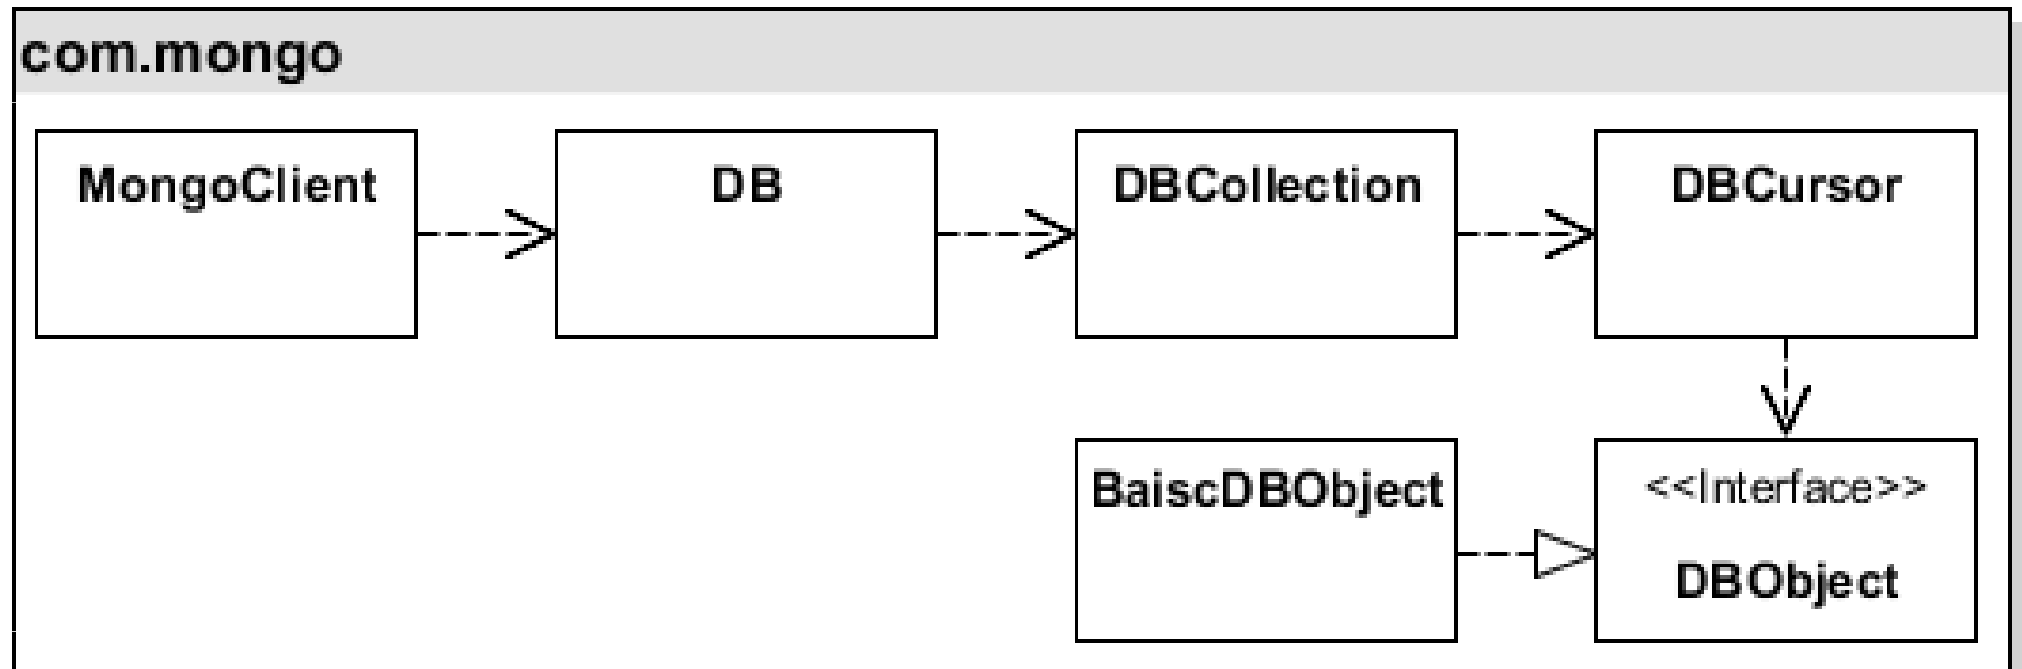 com.mongo
MongoClient
DB
DBCollection
DBCursor
BaiscDBObject
<<Interface>>
DBObject